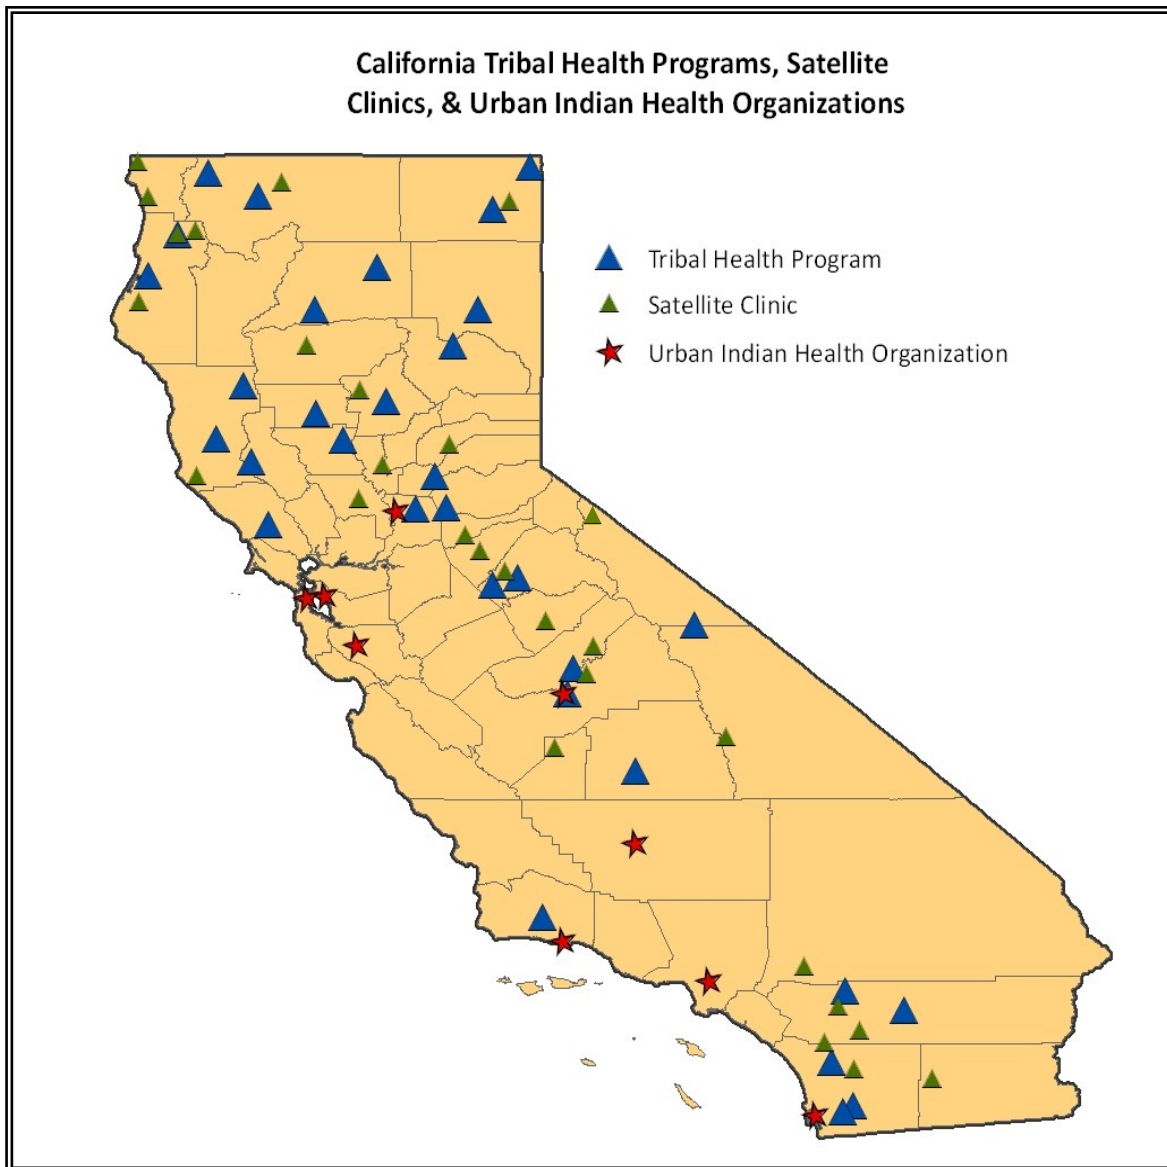 California Tribal Health Programs, Satellite
Clinics, & Urban Indian Health Organizations
Tribal Health Program
Satellite Clinic
Urban Indian Health Organization